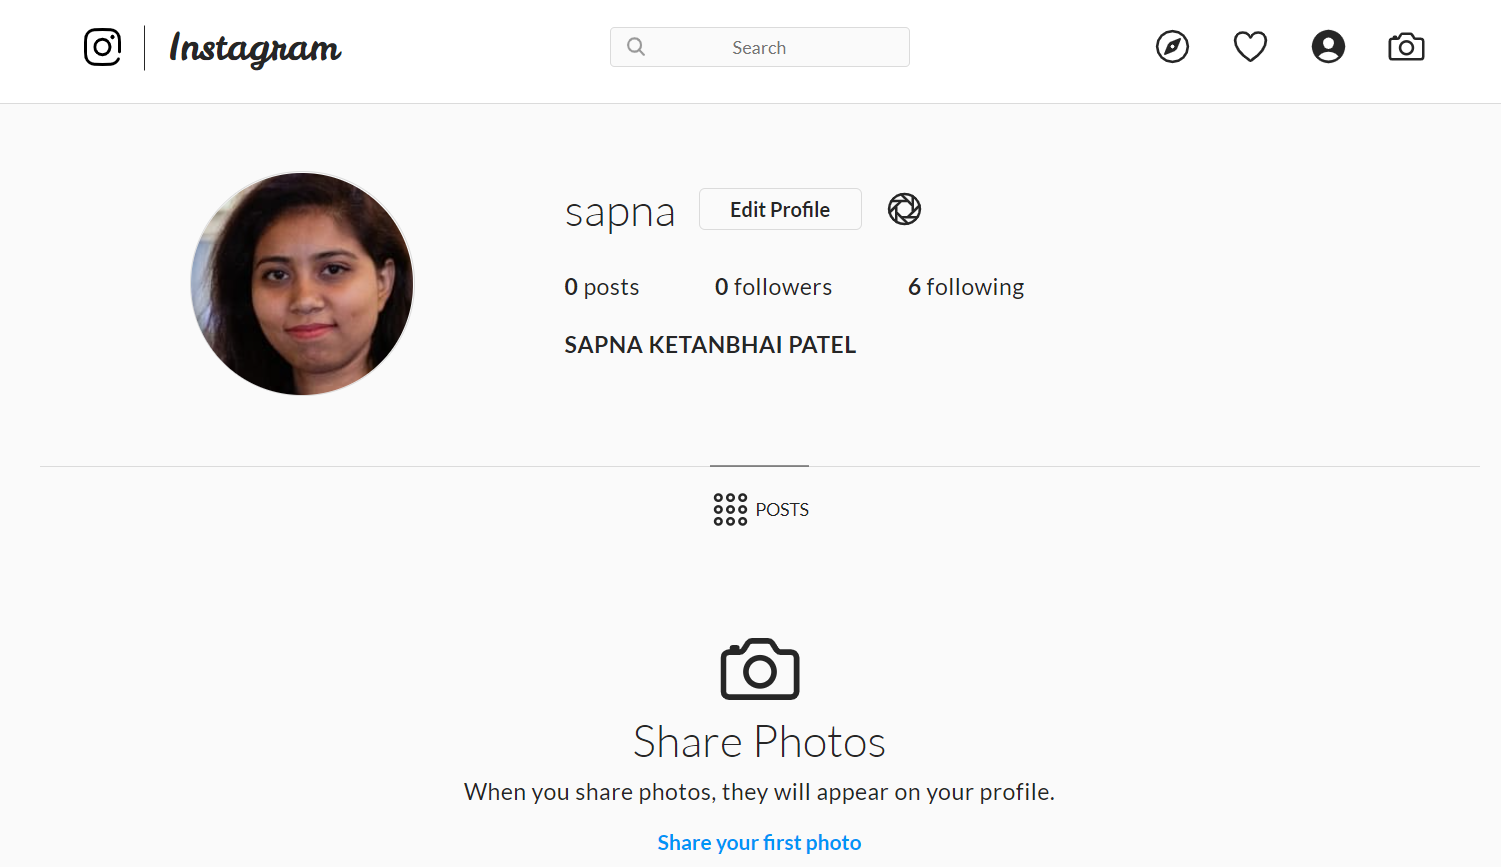 Instagram
Search
sapna Edit Profile
0 posts 0 followers 6 following
SAPNA KETANBHAI PATEL
POSTS
Share Photos
When you share photos, they will appear on your profile.
Share your first photo